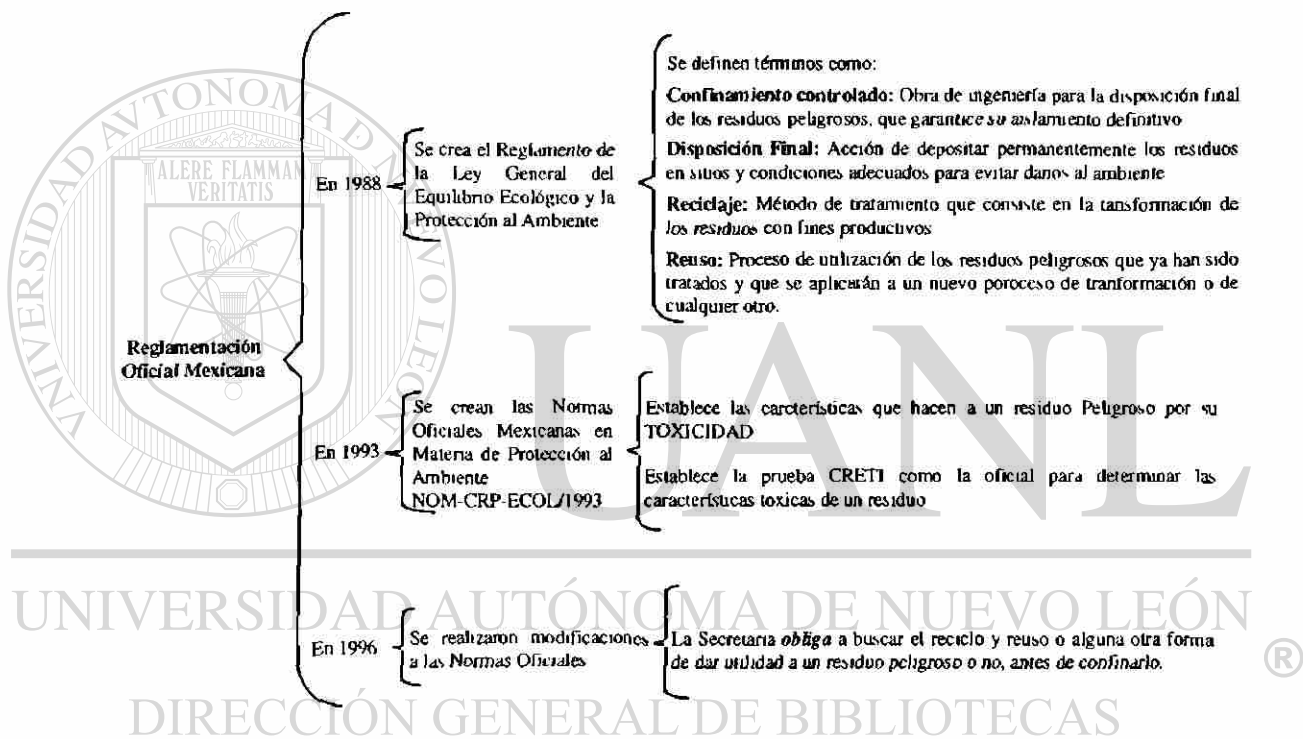 Reglamentación
Oficial Mexicana
En 1988
Se crea el Reglamento de
la Ley General del
Equilibrio Ecológico y la
Protección al Ambiente
Se definen términos como:
Confinamiento controlado: Obra de ingeniería para la disposición final
de los residuos peligrosos, que garantice su aislamiento definitivo
Disposición Final: Acción de depositar permanentemente los residuos
en sitios y condiciones adecuados para evitar danos al ambiente
Reciclaje: Método de tratamiento que consiste en la tansformación de
los residuos con fines productivos
Reuso: Proceso de utilización de los residuos peligrosos que ya han sido
tratados y que se aplicarán a un nuevo poroceso de tranformación o de
cualquier otro.
En 1993
Se crean las Normas
Oficiales Mexicanas en
Materia de Protección al
Ambiente
NOM-CRP-ECOL/1993
Establece las carcterísticas que hacen a un residuo Peligroso por su
TOXICIDAD
Establece la prueba CRETI como la oficial para determinar las
características toxicas de un residuo
En 1996
Se realizaron modificaciones
a las Normas Oficiales
La Secretaria obliga a buscar el reciclo y reuso o alguna otra forma
de dar utilidad a un residuo peligroso o no, antes de confinarlo.
UNIVERSIDAD AUTONOMA DE NUEVO LEÓN
ALERE FLAMMAM
VERITATIS
UANL
UNIVERSIDAD AUTÓNOMA DE NUEVO LEÓN
®
DIRECCIÓN GENERAL DE BIBLIOTECAS